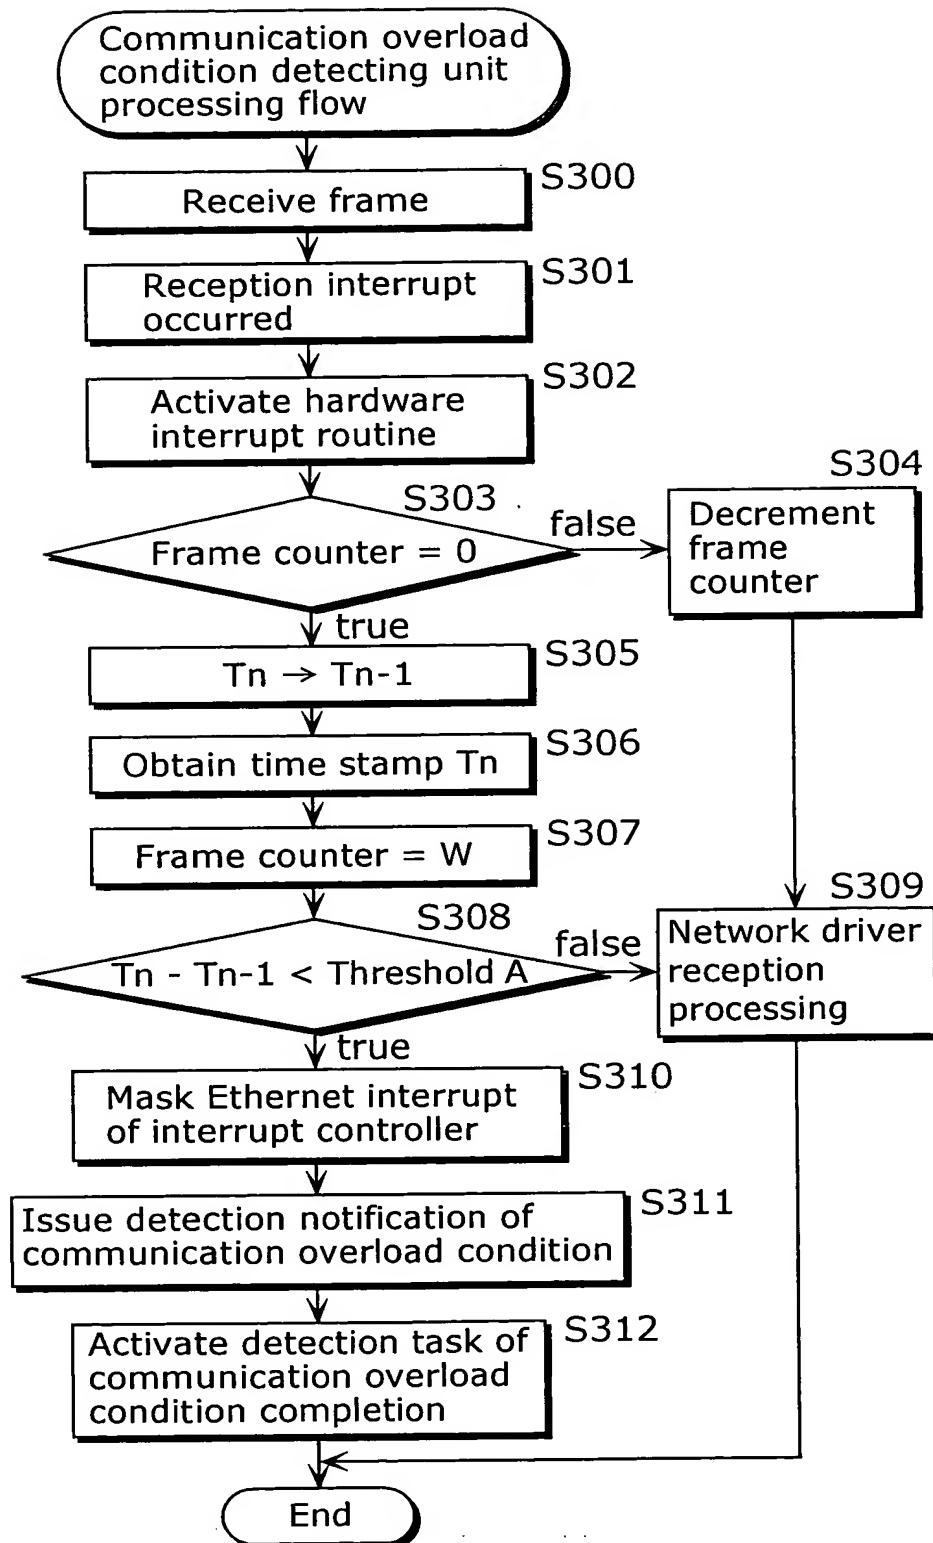 Communication overload
condition detecting unit
processing flow
S300
Receive frame
S301
Reception interrupt
occurred
S302
Activate hardware
interrupt routine
S303
Frame counter = 0
false
S304
Decrement
frame
counter
true
S305
Tn → Tn-1
S306
Obtain time stamp Tn
S307
Frame counter = W
S308
Tn - Tn-1 < Threshold A
false
S309
Network driver
reception
processing
true
S310
Mask Ethernet interrupt
of interrupt controller
S311
Issue detection notification of
communication overload condition
S312
Activate detection task of
communication overload
condition completion
End